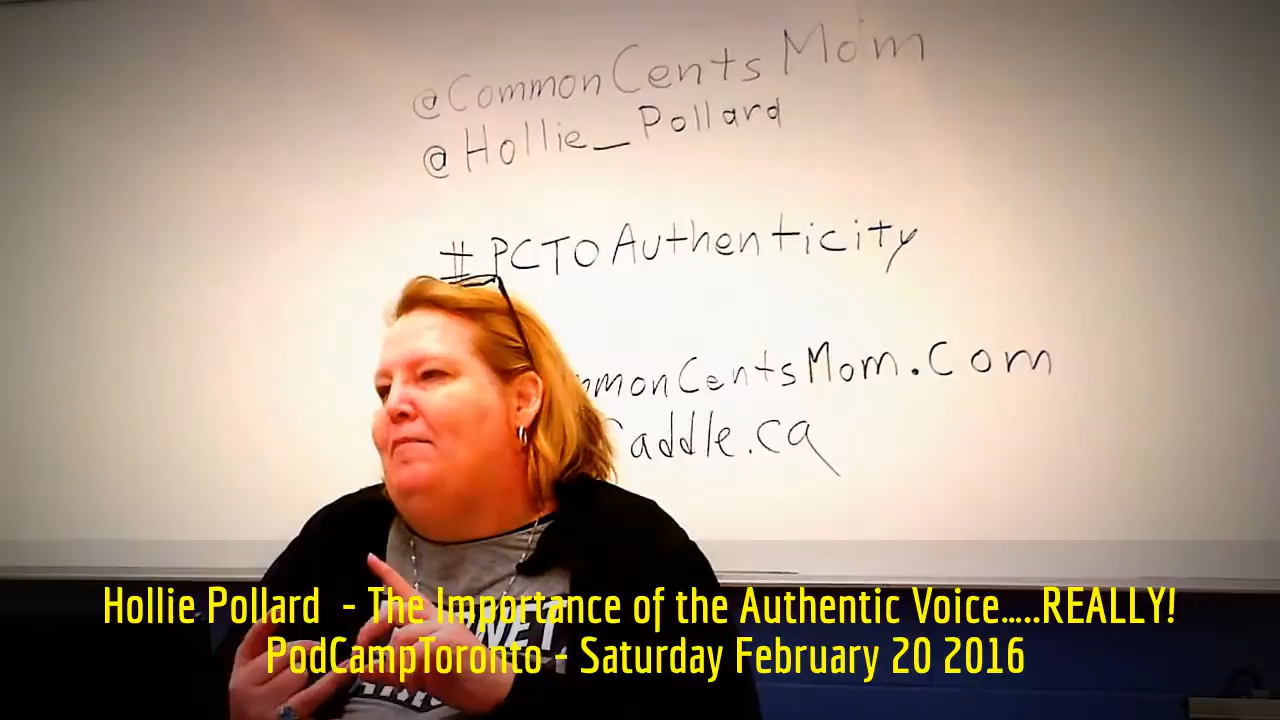 @CommonCentsMom
@Hollie_Pollard
#PCTOAuthenticity
mmonCentsMom.Com
addle.ca
Hollie Pollard - The Importance of the Authentic Voice.....REALLY!
PodCampToronto - Saturday February 20 2016